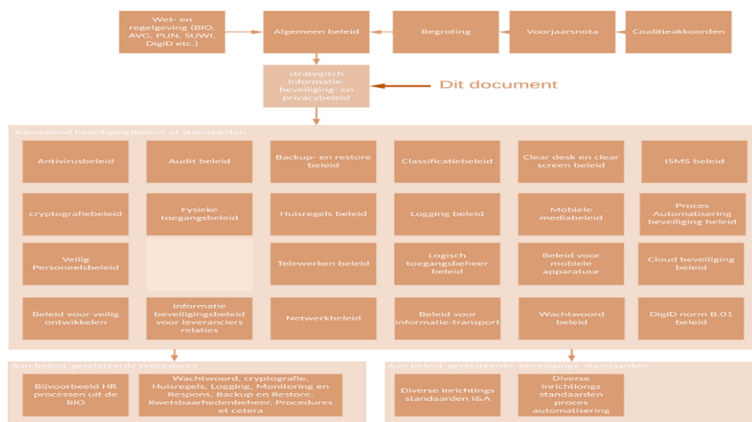 Wet- en
regelgeving (BIO,
AVG, PUN, SUWI,
DigiD etc.)
Algemeen beleid
Begroting
Voorjaarsnota
Coalitieakkoorden
strategisch
Informatie-
beveiliging- en
privacybeleid
Dit document
Aanvullend beveiligingsbeleid of standaarden
Antivirusbeleid
Audit beleid
Backup- en restore
beleid
Classificatiebeleid
Clear desk en clear
screen beleid
ISMS beleid
cryptografiebeleid
Fysieke
toegangsbeleid
Huisregels beleid
Logging beleid
Mobiele
mediabeleid
Proces
Automatisering
beveiliging beleid
Veilig
Personeelsbeleid
Telewerken beleid
Logisch
toegangsbeheer
beleid
Beleid voor
mobiele
apparatuur
Cloud beveiliging
beleid
Beleid voor veilig
ontwikkelen
Informatie
beveiligingsbeleid
voor leveranciers
relaties
Netwerkbeleid
Beleid voor
informatie-transport
Wachtwoord
beleid
DigiD norm B.01
beleid
Aan beleid gerelateerde procedures
Bijvoorbeeld HR
processen uit de
BIO
Wachtwoord, cryptografie,
Huisregels, Logging, Monitoring en
Respons, Backup en Restore,
Kwetsbaarhedenbeheer, Procedures
et cetera
Aan beleid gerelateerde beveiligings standaarden
Diverse inrichtings
standaarden I&A
Diverse
inrichtiongs
standaarden
proces
automatisering